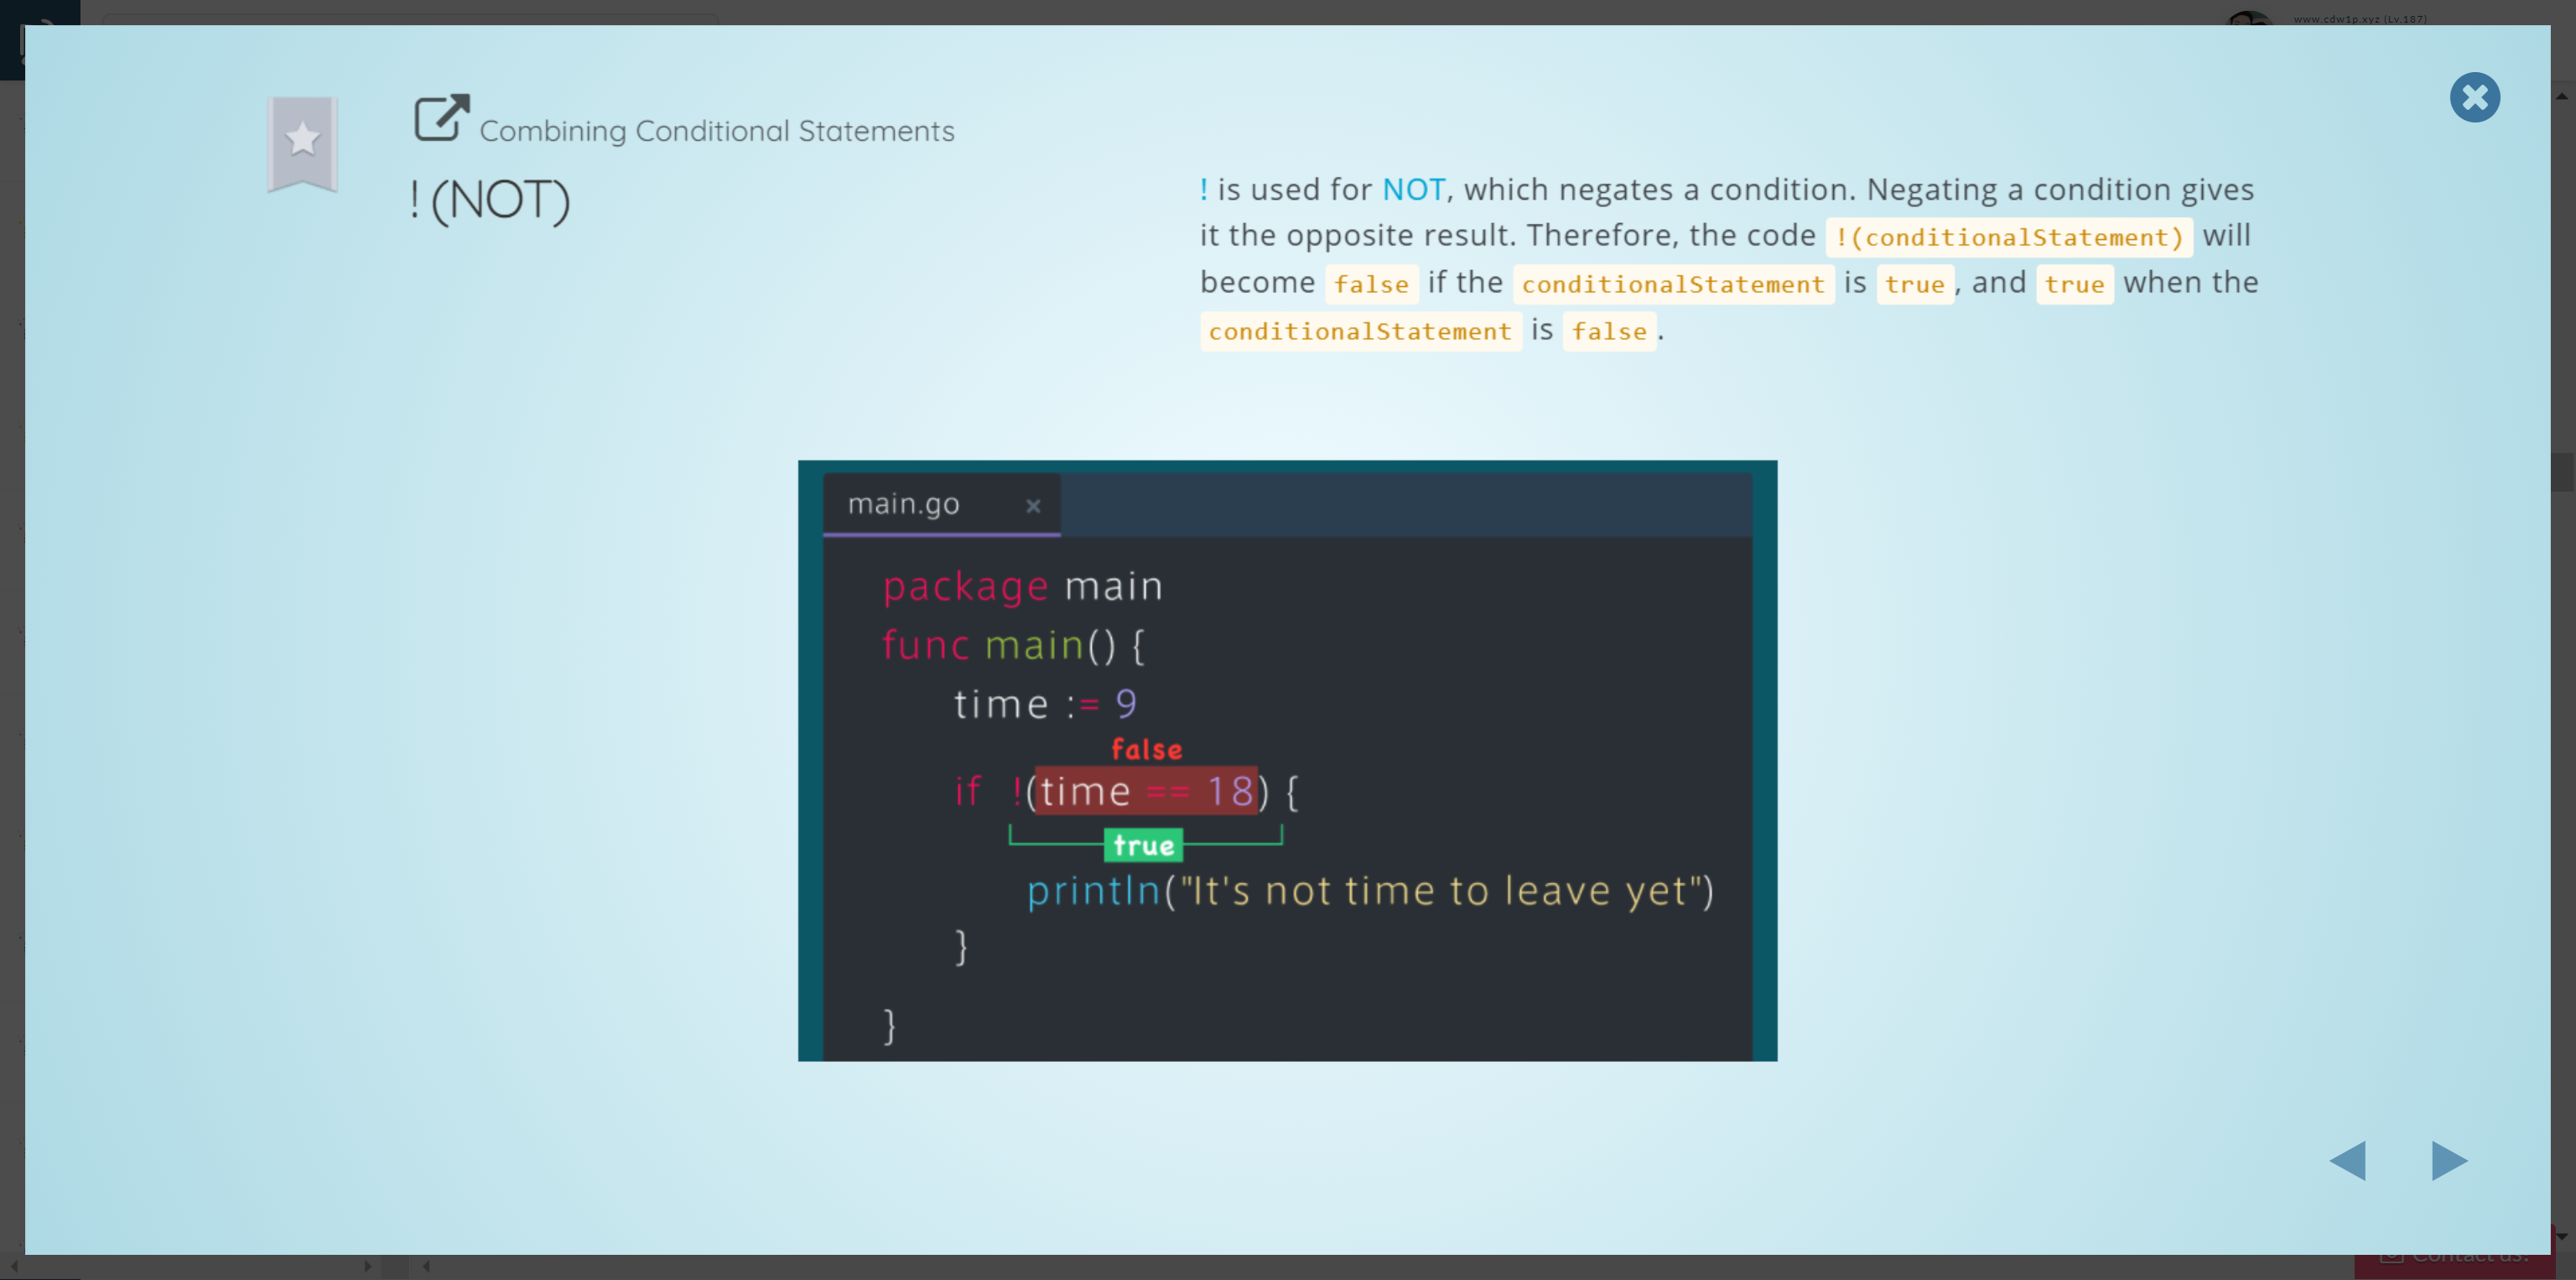 www.cdw1p.xyz (Lv.187)
Combining Conditional Statements
! (NOT)
! is used for NOT, which negates a condition. Negating a condition gives
it the opposite result. Therefore, the code !(conditionalStatement) will
become false if the conditionalStatement is true, and true when the
conditionalStatement is false.
main.go ×
package main
func main() {
time := 9
false
if !(time == 18) {
true
println("It's not time to leave yet")
}
}
Contact us!